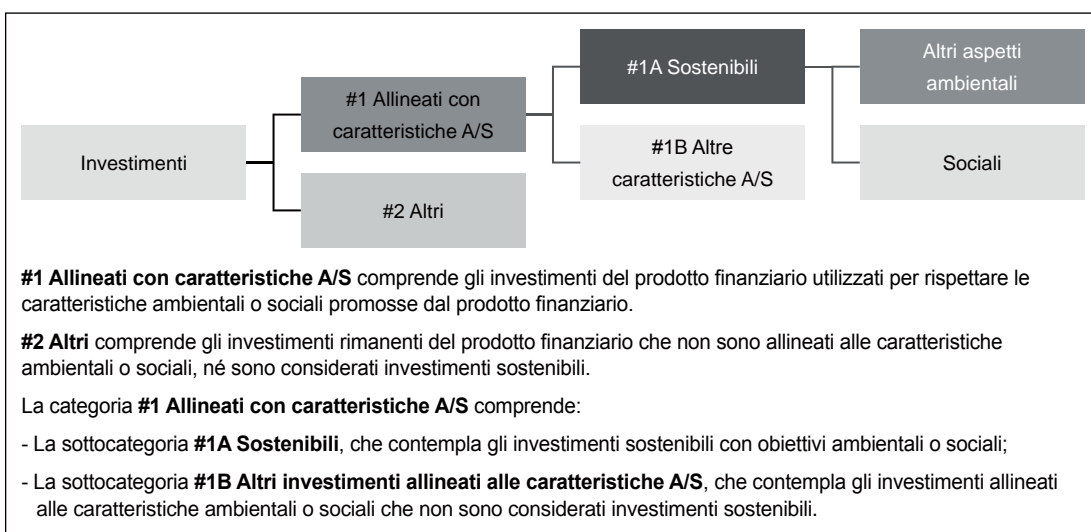 Investimenti
#1 Allineati con
caratteristiche A/S
#2 Altri
#1A Sostenibili
#1B Altre
caratteristiche A/S
Altri aspetti
ambientali
Sociali
#1 Allineati con caratteristiche A/S comprende gli investimenti del prodotto finanziario utilizzati per rispettare le
caratteristiche ambientali o sociali promosse dal prodotto finanziario.
#2 Altri comprende gli investimenti rimanenti del prodotto finanziario che non sono allineati alle caratteristiche
ambientali o sociali, né sono considerati investimenti sostenibili.
La categoria #1 Allineati con caratteristiche A/S comprende:
- La sottocategoria #1A Sostenibili, che contempla gli investimenti sostenibili con obiettivi ambientali o sociali;
- La sottocategoria #1B Altri investimenti allineati alle caratteristiche A/S, che contempla gli investimenti allineati
alle caratteristiche ambientali o sociali che non sono considerati investimenti sostenibili.